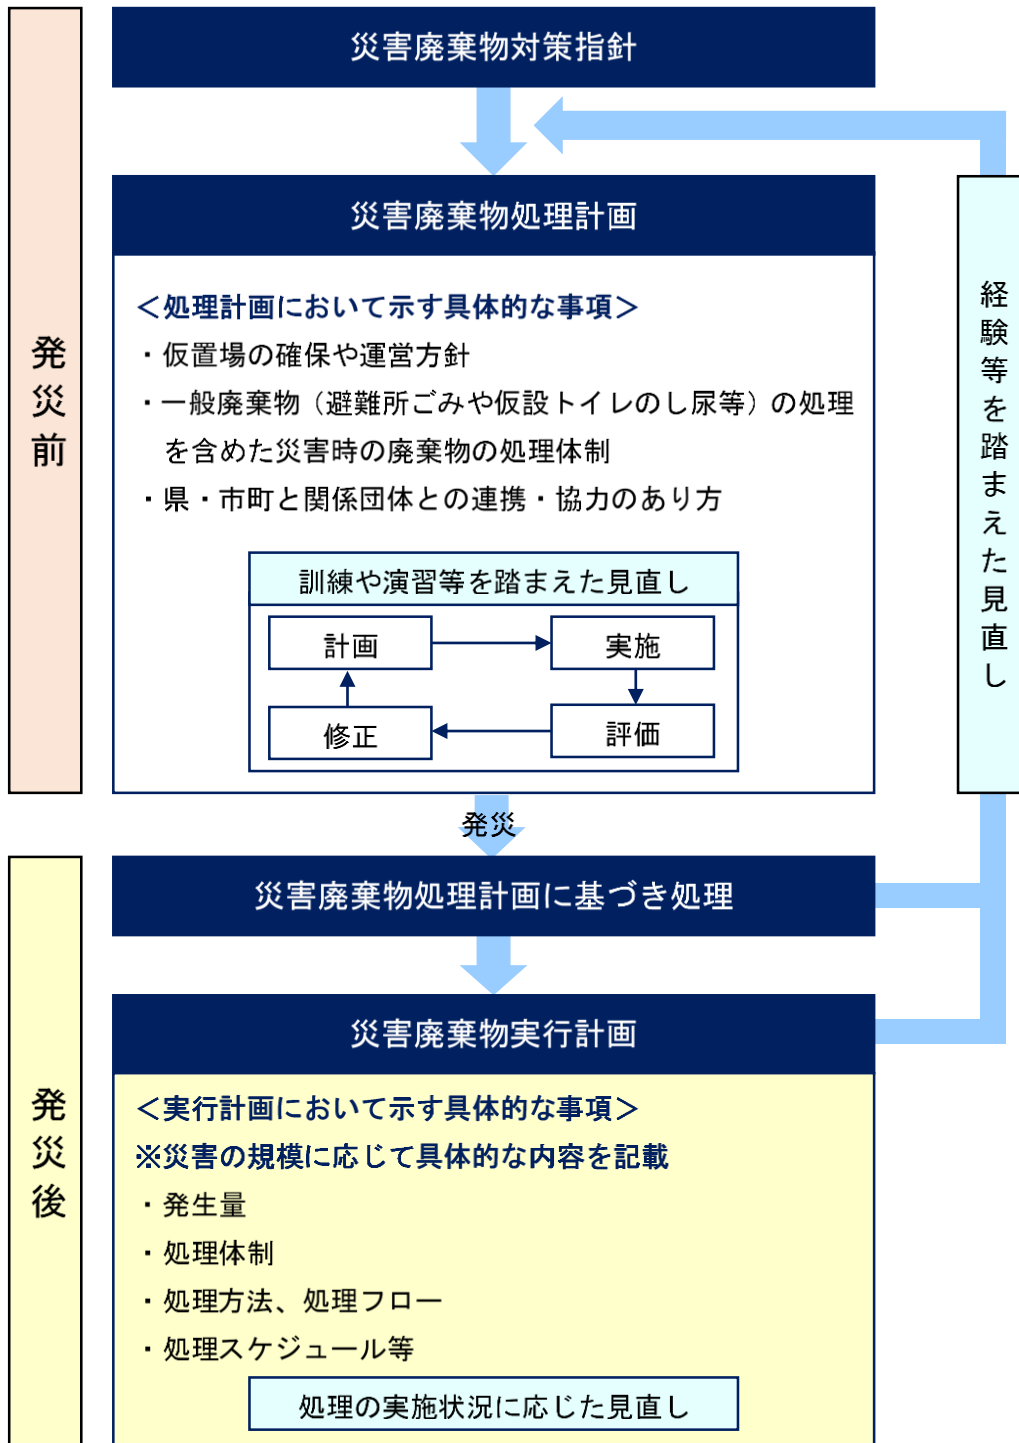 災害廃棄物対策指針
発災前
災害廃棄物処理計画
＜処理計画において示す具体的な事項＞
・仮置場の確保や運営方針
・一般廃棄物（避難所ごみや仮設トイレのし尿等）の処理
を含めた災害時の廃棄物の処理体制
・県・市町と関係団体との連携・協力のあり方
訓練や演習等を踏まえた見直し
計画
実施
修正
評価
経験等を踏まえた見直し
発災
発災後
災害廃棄物処理計画に基づき処理
災害廃棄物実行計画
＜実行計画において示す具体的な事項＞
※災害の規模に応じて具体的な内容を記載
・発生量
・処理体制
・処理方法、処理フロー
・処理スケジュール等
処理の実施状況に応じた見直し